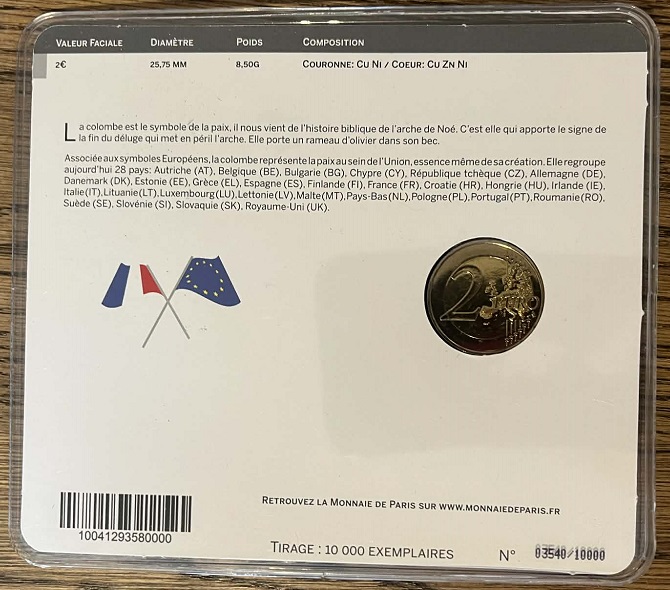 VALEUR FACIALE DIAMÈTRE POIDS COMPOSITION
2€ 25,75 MM 8,50G COURONNE: CU NI / COEUR: CU ZN NI
La colombe est le symbole de la paix, il nous vient de l'histoire biblique de l'arche de Noé. C'est elle qui apporte le signe de
la fin du déluge qui met en péril l'arche. Elle porte un rameau d'olivier dans son bec.
Associée aux symboles Européens, la colombe représente la paix au sein de l'Union, essence même de sa création. Elle regroupe
aujourd'hui 28 pays: Autriche (AT), Belgique (BE), Bulgarie (BG), Chypre (CY), République tchèque (CZ), Allemagne (DE),
Danemark (DK), Estonie (EE), Grèce (EL), Espagne (ES), Finlande (FI), France (FR), Croatie (HR), Hongrie (HU), Irlande (IE),
Italie(IT), Lituanie(LT), Luxembourg(LU), Lettonie(LV), Malte(MT), Pays-Bas(NL), Pologne(PL), Portugal(PT), Roumanie(RO),
Suède (SE), Slovénie (SI), Slovaquie (SK), Royaume-Uni (UK).
2
RETROUVEZ LA MONNAIE DE PARIS SUR WWW.MONNAIEDEPARIS.FR
10041293580000
TIRAGE : 10 000 EXEMPLAIRES N° 03540/10000